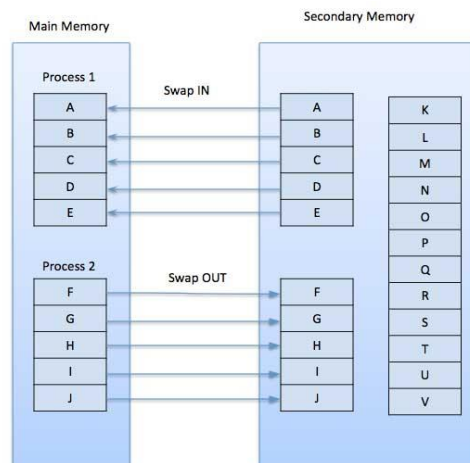 Main Memory
Secondary Memory
Process 1
Swap IN
A
B
C
D
E
A
B
C
D
E
Process 2
Swap OUT
F
G
H
I
J
F
G
H
I
J
K
L
M
N
O
P
Q
R
S
T
U
V